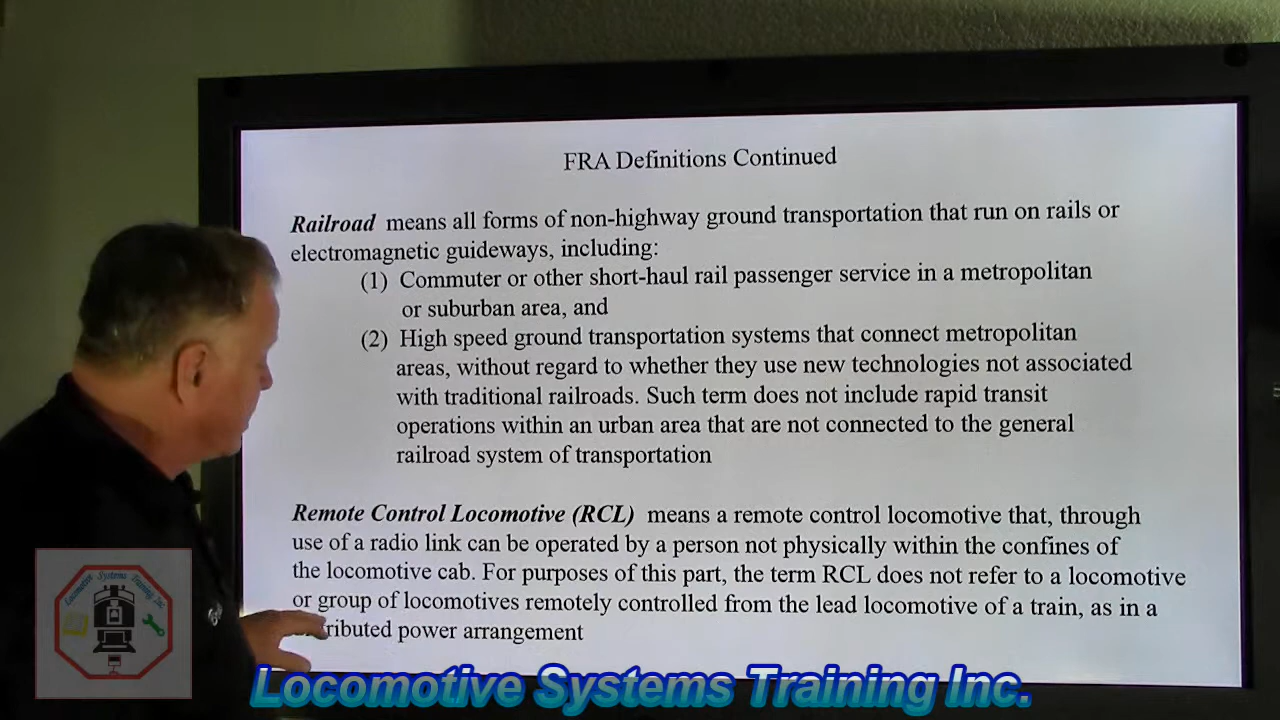 FRA Definitions Continued
Railroad means all forms of non-highway ground transportation that run on rails or
electromagnetic guideways, including:
(1) Commuter or other short-haul rail passenger service in a metropolitan
or suburban area, and
(2) High speed ground transportation systems that connect metropolitan
areas, without regard to whether they use new technologies not associated
with traditional railroads. Such term does not include rapid transit
operations within an urban area that are not connected to the general
railroad system of transportation
Remote Control Locomotive (RCL) means a remote control locomotive that, through
use of a radio link can be operated by a person not physically within the confines of
the locomotive cab. For purposes of this part, the term RCL does not refer to a locomotive
or group of locomotives remotely controlled from the lead locomotive of a train, as in a
power arrangement
Locomotive Systems Training Inc
Locomotive Systems Training Inc.